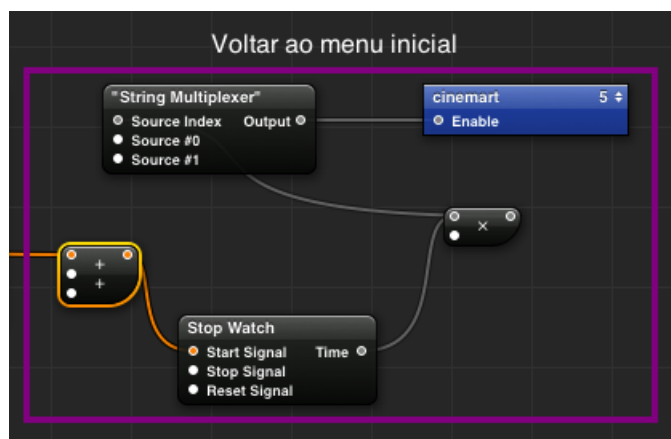 Voltar ao menu inicial
"String Multiplexer"
Source Index Output
Source #0
Source #1
cinemart 5
Enable
×
+
+
Stop Watch
Start Signal Time
Stop Signal
Reset Signal